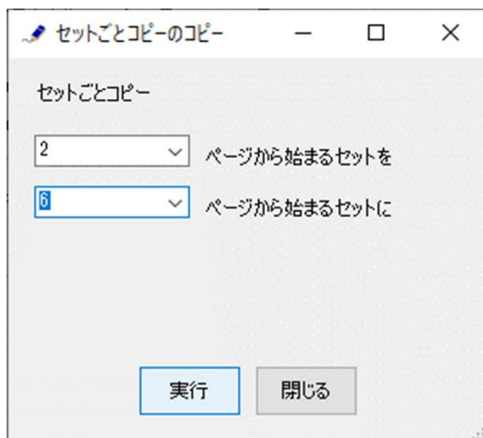 セットごとコピーのコピー
セットごとコピー
2 ページから始まるセットを
6 ページから始まるセットに
実行 閉じる